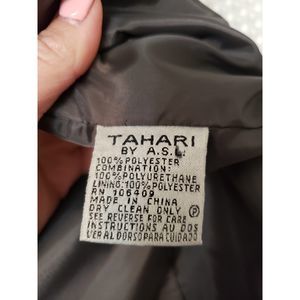 TAHARI
BY A.S.L.
100% POLYESTER
COMBINATION:
100% POLYURETHANE
LINING: 100% POLYESTER
RN 106409
MADE IN CHINA
DRY CLEAN ONLY Ⓟ
SEE REVERSE FOR CARE
INSTRUCTIONS AU DOS
VER AL DORSO PARA CUIDADO